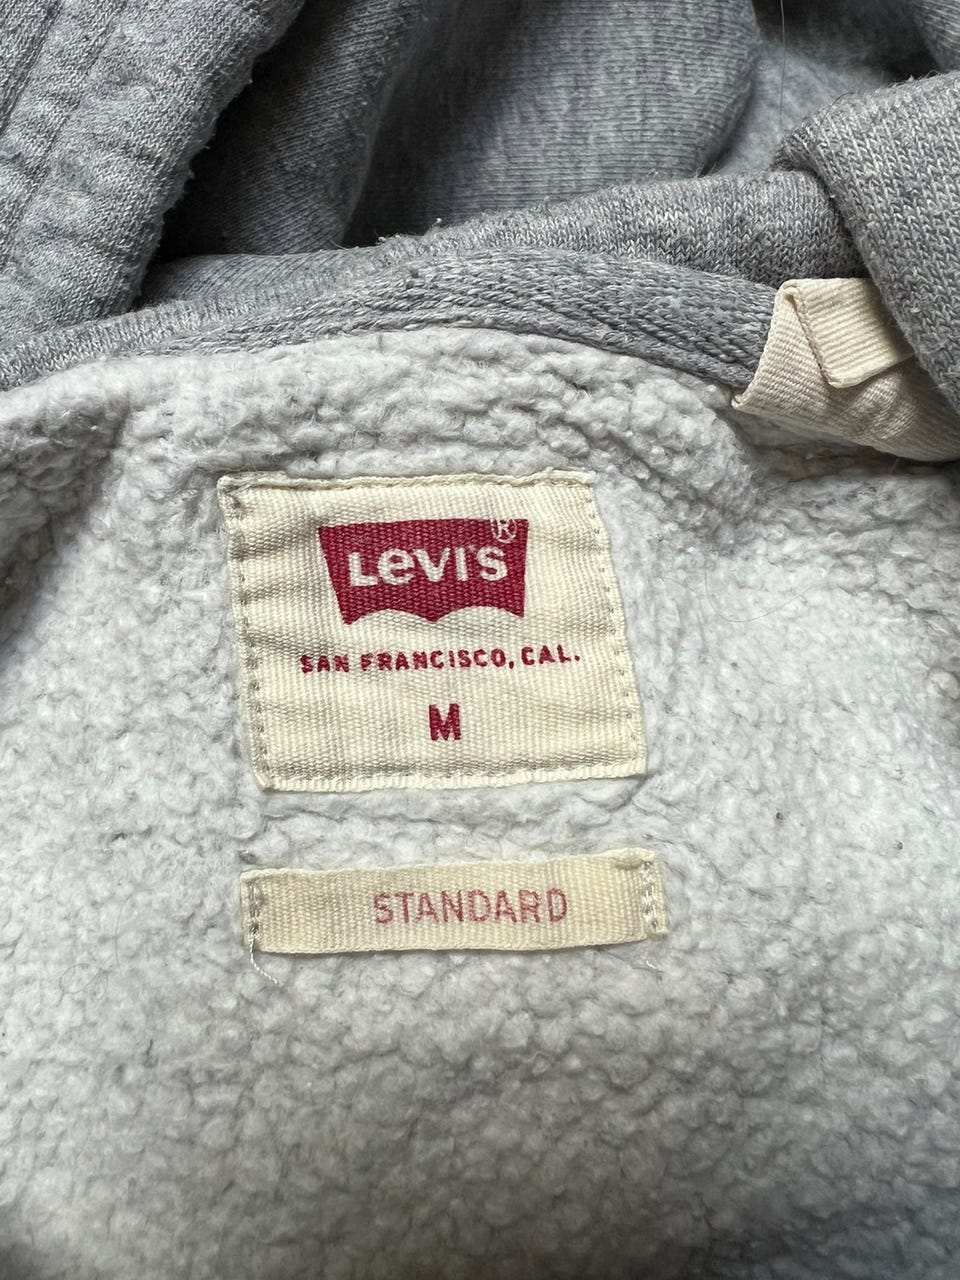 Levi's®
SAN FRANCISCO, CAL.
M
STANDARD